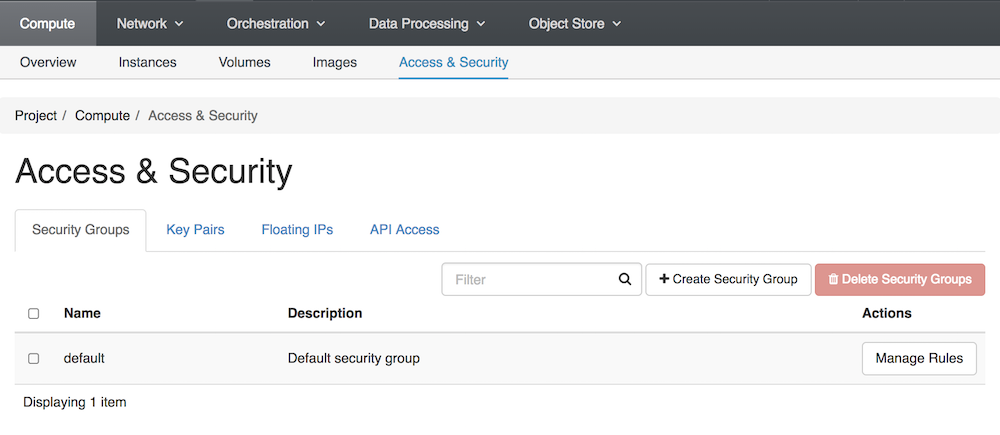 Compute Network Orchestration Data Processing Object Store
Overview Instances Volumes Images Access & Security
Project / Compute / Access & Security
Access & Security
Security Groups Key Pairs Floating IPs API Access
Filter + Create Security Group Delete Security Groups
Name Description Actions
default Default security group Manage Rules
Displaying 1 item